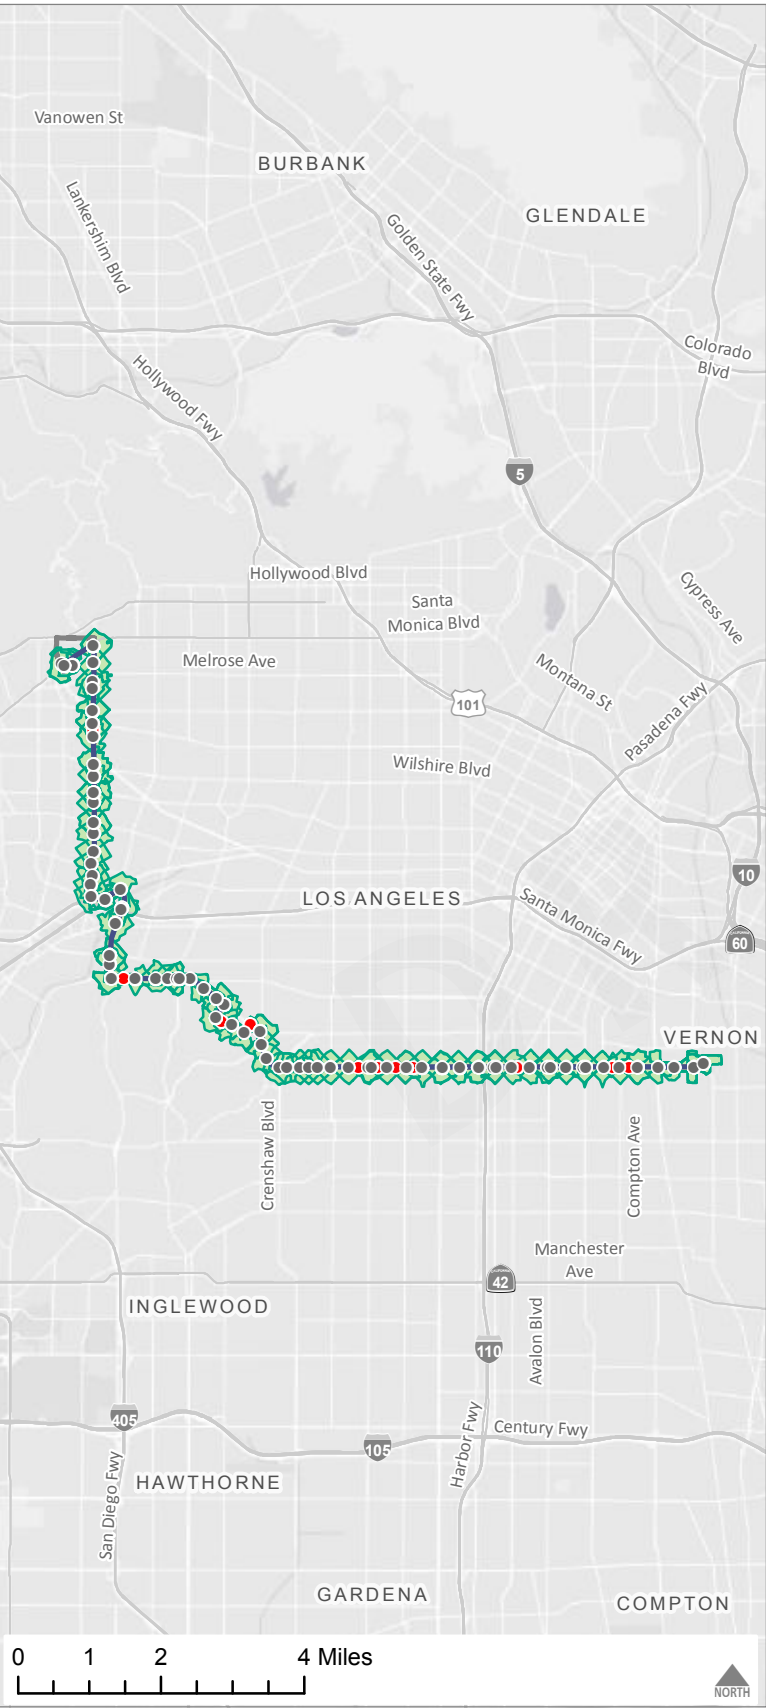 Vanowen St
BURBANK
Lankershim Blvd
GLENDALE
Golden State Fwy
Colorado
Blvd
Hollywood Fwy
5
Hollywood Blvd
Santa
Monica Blvd
Cypress Ave
Melrose Ave
Montana St
101
Pasadena Fwy
Wilshire Blvd
10
LOS ANGELES
Santa Monica Fwy
60
VERNON
Crenshaw Blvd
Compton Ave
Manchester
Ave
42
INGLEWOOD
Avalon Blvd
110
405
Harbor Fwy
Century Fwy
105
San Diego Fwy
HAWTHORNE
GARDENA
COMPTON
0 1 2 4 Miles
NORTH